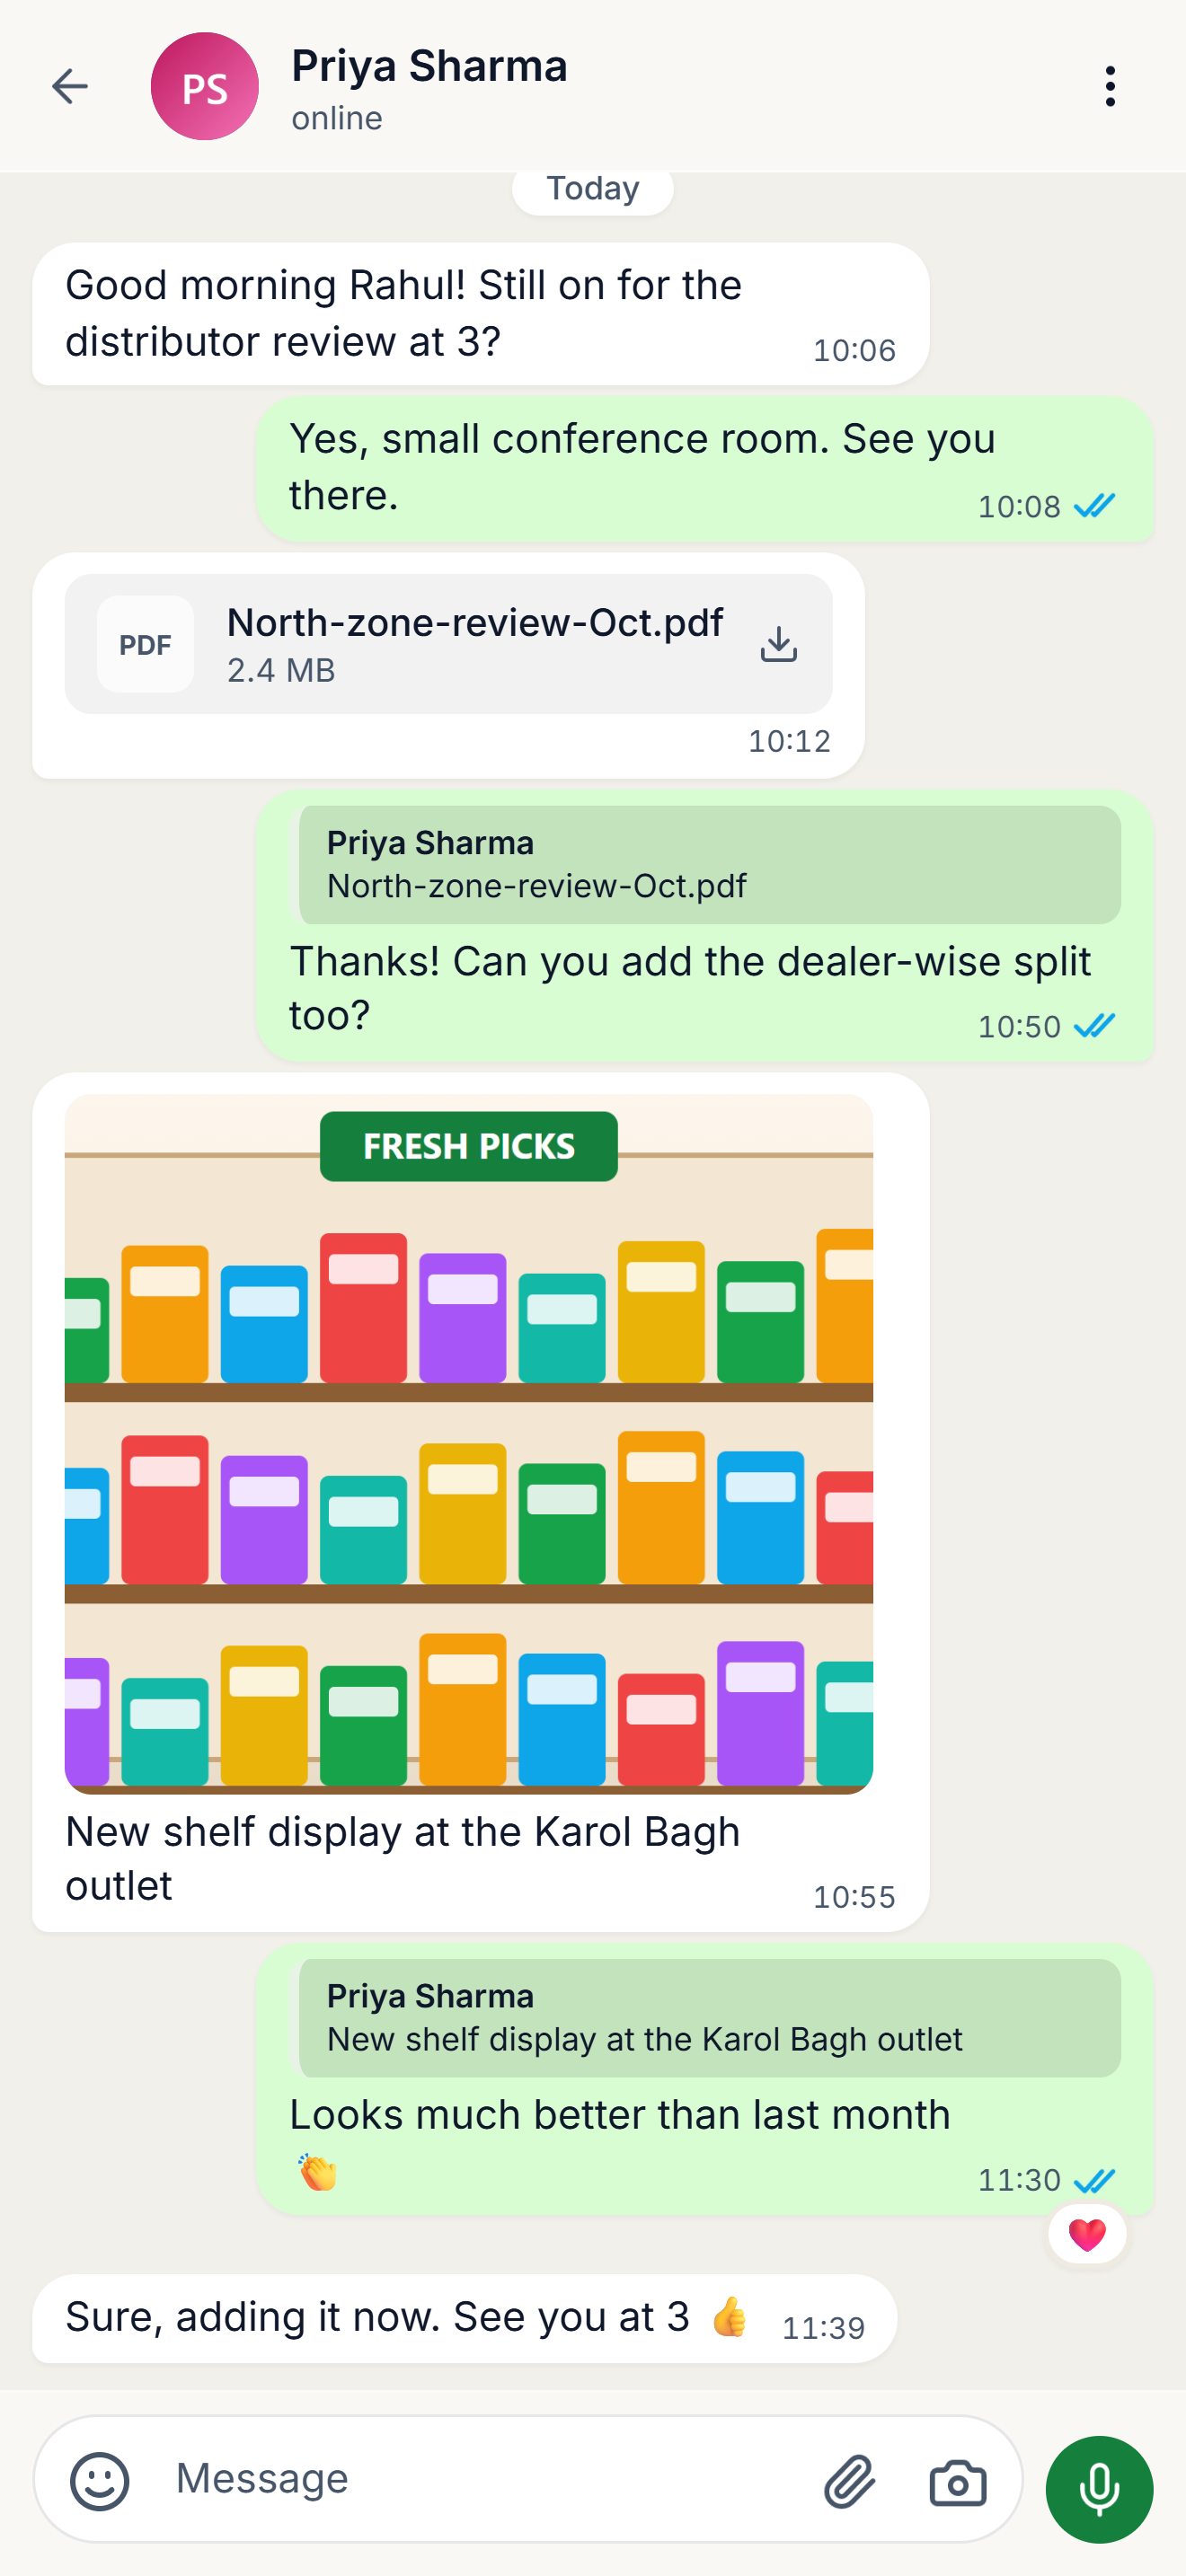 PS
Priya Sharma
online
Today
Good morning Rahul! Still on for the
distributor review at 3?
10:06
Yes, small conference room. See you
there.
10:08
PDF
North-zone-review-Oct.pdf
2.4 MB
10:12
Priya Sharma
North-zone-review-Oct.pdf
Thanks! Can you add the dealer-wise split
too?
10:50
FRESH PICKS
New shelf display at the Karol Bagh
outlet
10:55
Priya Sharma
New shelf display at the Karol Bagh outlet
Looks much better than last month
👏
11:30
❤️
Sure, adding it now. See you at 3 👍 11:39
Message